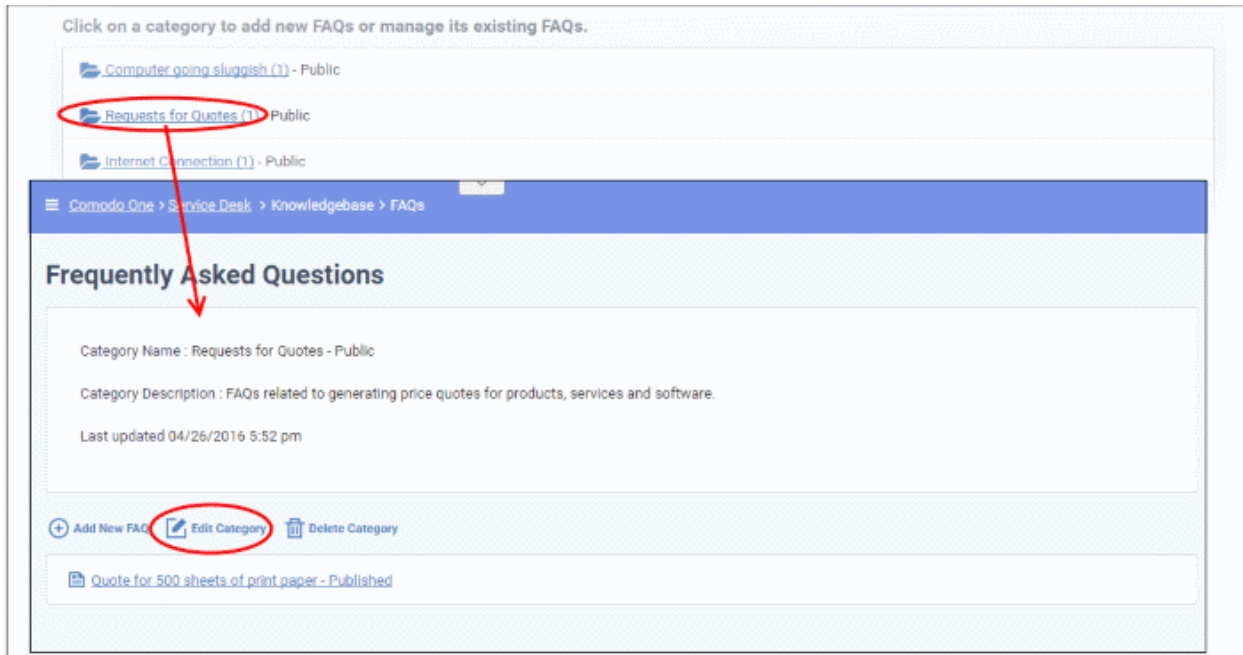 Click on a category to add new FAQs or manage its existing FAQs.
Computer going sluggish (1) - Public
Requests for Quotes (1) - Public
Internet Connection (1) - Public
Comodo One > Service Desk > Knowledgebase > FAQs
Frequently Asked Questions
Category Name : Requests for Quotes - Public
Category Description : FAQs related to generating price quotes for products, services and software.
Last updated 04/26/2016 5:52 pm
Add New FAQ Edit Category Delete Category
Quote for 500 sheets of print paper - Published